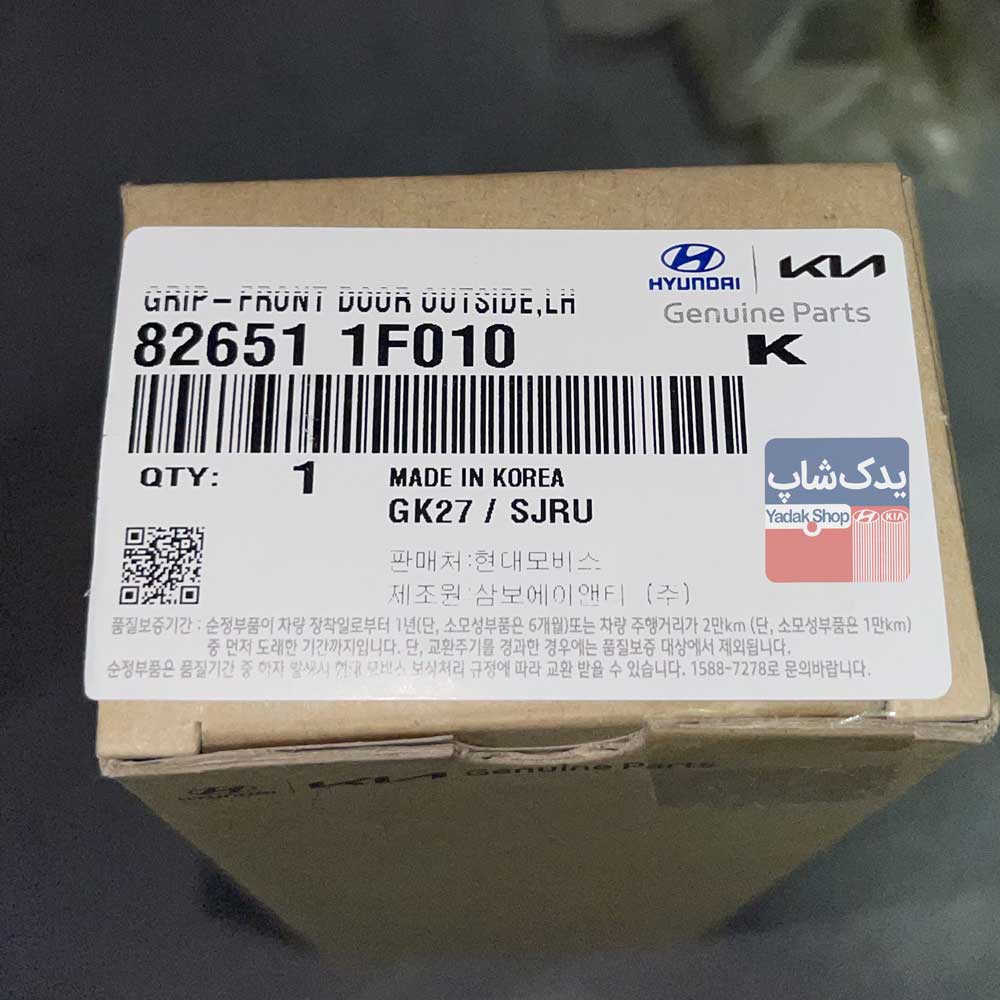 HYUNDAI
KIA
Genuine Parts
GRIP-FRONT DOOR OUTSIDE,LH
82651 1F010
K
QTY: 1
MADE IN KOREA
GK27 / SJRU
یدک‌شاپ
Yadak Shop
KIA
판매처:현대모비스
제조원:삼보에이앤티 (주)
품질보증기간 : 순정부품이 차량 장착일로부터 1년(단, 소모성부품은 6개월)또는 차량 주행거리가 2만km (단, 소모성부품은 1만km)
중 먼저 도래한 기간까지입니다. 단, 교환주기를 경과한 경우에는 품질보증 대상에서 제외됩니다.
순정부품은 품질기간 중 하자 발생시 현대 모비스 보상처리 규정에 따라 교환 받을 수 있습니다. 1588-7278로 문의바랍니다.
HYUNDAI
KIA
Genuine Parts